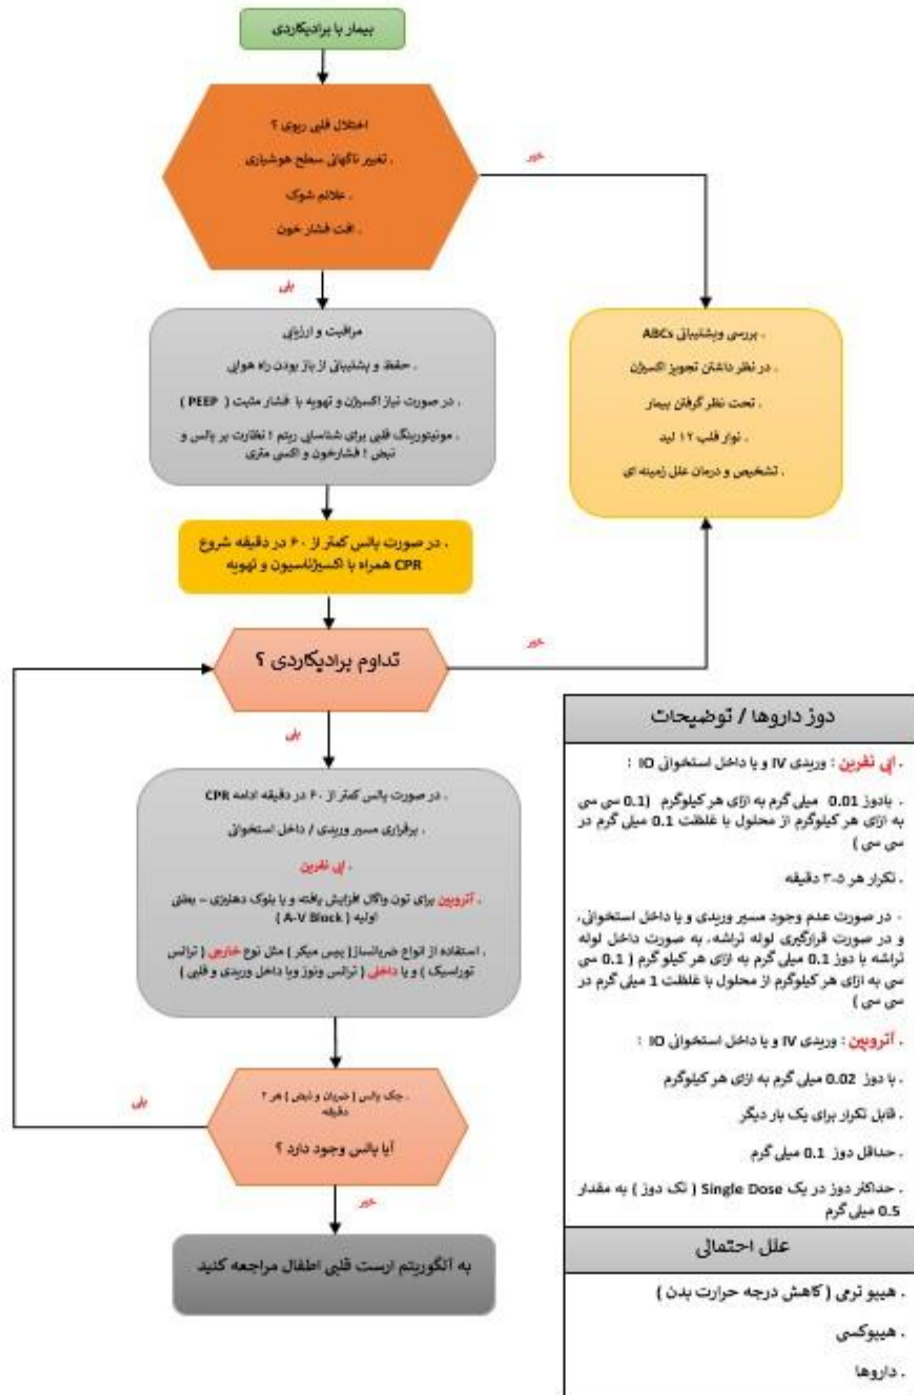 بیمار با برادیکاردی
اختلال قلبی ریوی ؟
. تغییر ناگهانی سطح هوشیاری
. علائم شوک
. افت فشار خون
خیر
بلی
مراقبت و ارزیابی
. حفظ و پشتیبانی از باز بودن راه هوایی
. در صورت نیاز اکسیژن و تهویه با فشار مثبت ( PEEP )
. مونیتورینگ قلبی برای شناسایی ریتم ؛ نظارت بر پالس و
نبض ؛ فشارخون و اکسی متری
. بررسی وپشتیبانی ABCs
. در نظر داشتن تجویز اکسیژن
. تحت نظر گرفتن بیمار
. نوار قلب ۱۲ لید
. تشخیص و درمان علل زمینه ای
. در صورت پالس کمتر از ۶۰ در دقیقه شروع
CPR همراه با اکسیژناسیون و تهویه
تداوم برادیکاردی ؟
خیر
بلی
. در صورت پالس کمتر از ۶۰ در دقیقه ادامه CPR
. برقراری مسیر وریدی / داخل استخوانی
. اپی نفرین
. آتروپین برای تون واگال افزایش یافته و یا بلوک دهلیزی – بطنی
اولیه ( A-V Block )
. استفاده از انواع ضربانساز( پیس میکر ) مثل نوع خارجی ( ترانس
توراسیک ) و یا داخلی ( ترانس ونوز ویا داخل وریدی و قلبی )
. چک پالس ( ضربان و نبض ) هر ۲
دقیقه
آیا پالس وجود دارد ؟
بلی
خیر
به آلگوریتم ارست قلبی اطفال مراجعه کنید
دوز داروها / توضیحات
. اپی نفرین : وریدی IV و یا داخل استخوانی IO :
. بادوز 0.01 میلی گرم به ازای هر کیلوگرم (0.1 سی سی
به ازای هر کیلوگرم از محلول با غلظت 0.1 میلی گرم در
سی سی )
. تکرار هر ۵-۳ دقیقه
. در صورت عدم وجود مسیر وریدی و یا داخل استخوانی،
و در صورت قرارگیری لوله تراشه، به صورت داخل لوله
تراشه با دوز 0.1 میلی گرم به ازای هر کیلو گرم ( 0.1 سی
سی به ازای هر کیلوگرم از محلول با غلظت 1 میلی گرم در
سی سی )
. آتروپین : وریدی IV و یا داخل استخوانی IO :
. با دوز 0.02 میلی گرم به ازای هر کیلوگرم
. قابل تکرار برای یک بار دیگر
. حداقل دوز 0.1 میلی گرم
. حداکثر دوز در یک Single Dose ( تک دوز ) به مقدار
0.5 میلی گرم
علل احتمالی
. هیپو ترمی ( کاهش درجه حرارت بدن )
. هیپوکسی
. داروها